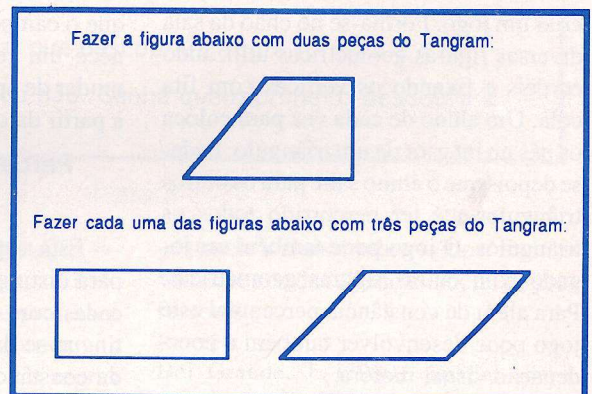 Fazer a figura abaixo com duas peças do Tangram:
Fazer cada uma das figuras abaixo com três peças do Tangram: